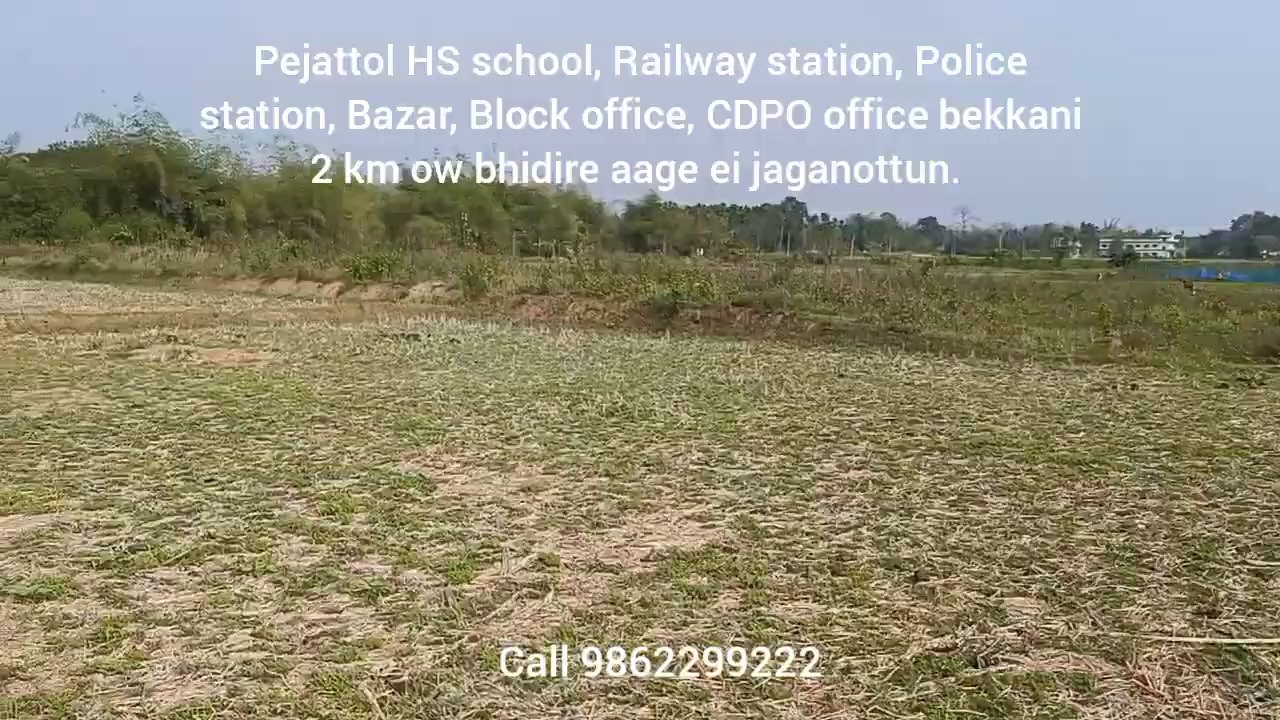 Pejattol HS school, Railway station, Police
station, Bazar, Block office, CDPO office bekkani
2 km ow bhidire aage ei jaganottun.
Call 9862299222